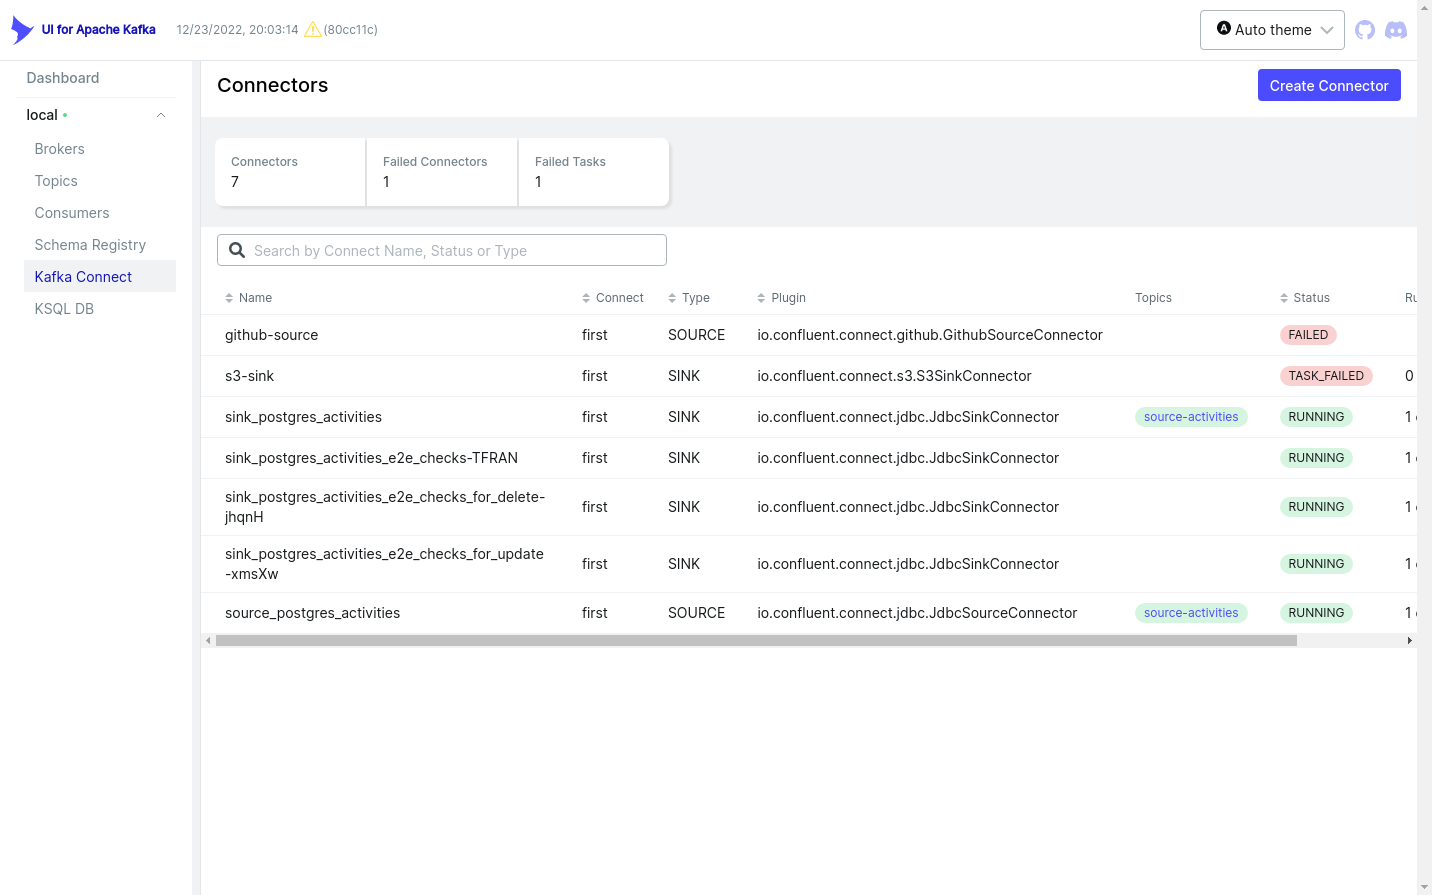 UI for Apache Kafka 12/23/2022, 20:03:14 (80cc11c) Auto theme
Dashboard
local
Brokers
Topics
Consumers
Schema Registry
Kafka Connect
KSQL DB
Connectors Create Connector
Connectors Failed Connectors Failed Tasks
7 1 1
Search by Connect Name, Status or Type
Name Connect Type Plugin Topics Status
github-source first SOURCE io.confluent.connect.github.GithubSourceConnector FAILED
s3-sink first SINK io.confluent.connect.s3.S3SinkConnector TASK_FAILED 0
sink_postgres_activities first SINK io.confluent.connect.jdbc.JdbcSinkConnector source-activities RUNNING 1
sink_postgres_activities_e2e_checks-TFRAN first SINK io.confluent.connect.jdbc.JdbcSinkConnector RUNNING 1
sink_postgres_activities_e2e_checks_for_delete-
jhqnH first SINK io.confluent.connect.jdbc.JdbcSinkConnector RUNNING 1
sink_postgres_activities_e2e_checks_for_update
-xmsXw first SINK io.confluent.connect.jdbc.JdbcSinkConnector RUNNING 1
source_postgres_activities first SOURCE io.confluent.connect.jdbc.JdbcSourceConnector source-activities RUNNING 1